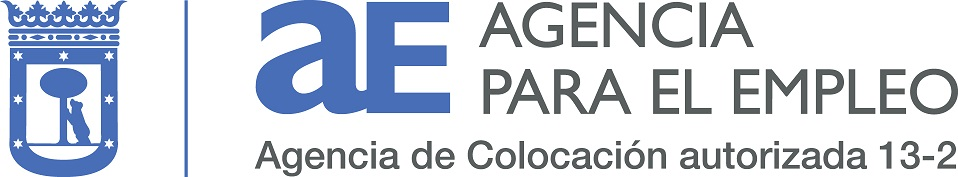 aE AGENCIA
PARA EL EMPLEO
Agencia de Colocación autorizada 13-2